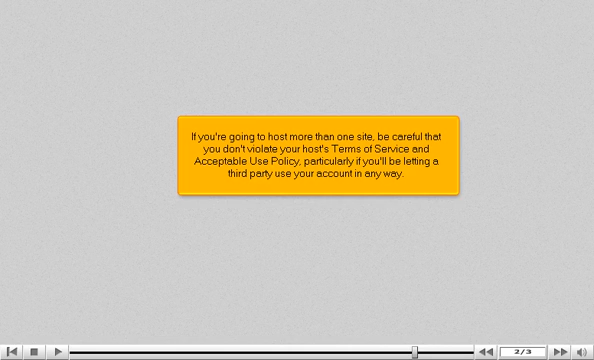 If you're going to host more than one site, be careful that
you don't violate your host's Terms of Service and
Acceptable Use Policy, particularly if you'll be letting a
third party use your account in any way.
2/3